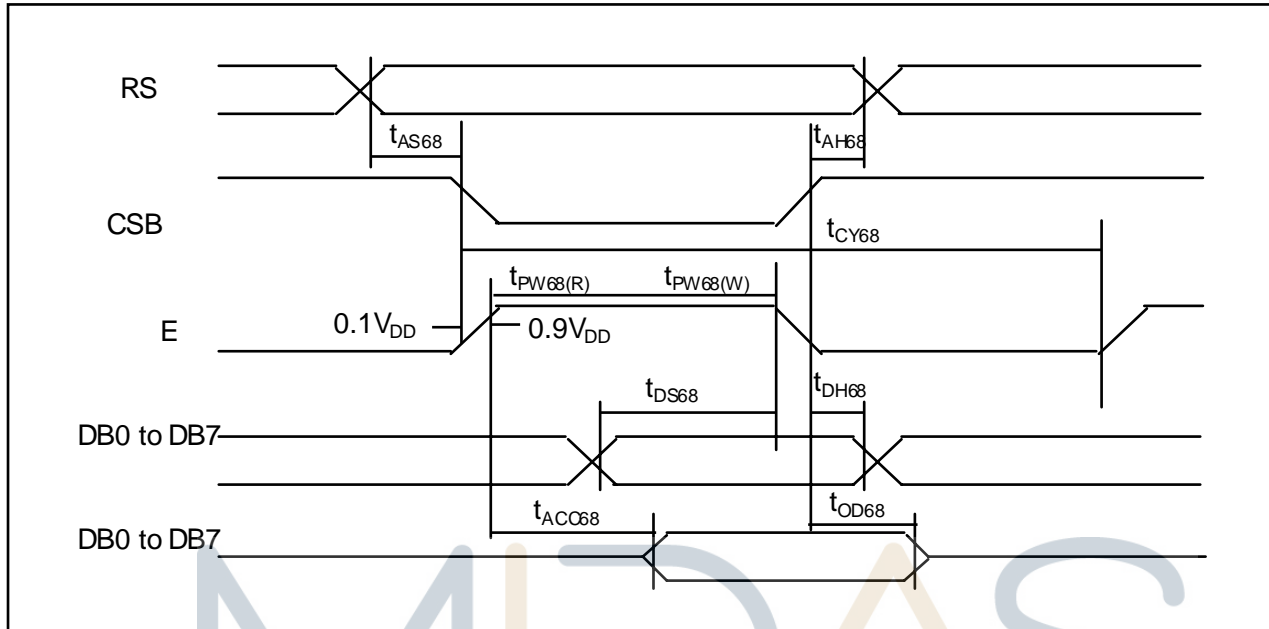 RS
tAS68
tAH68
CSB
tCY68
tPW68(R)
tPW68(W)
E
0.1VDD
0.9VDD
tDS68
tDH68
DB0 to DB7
tACC68
tOD68
DB0 to DB7
MIDAS